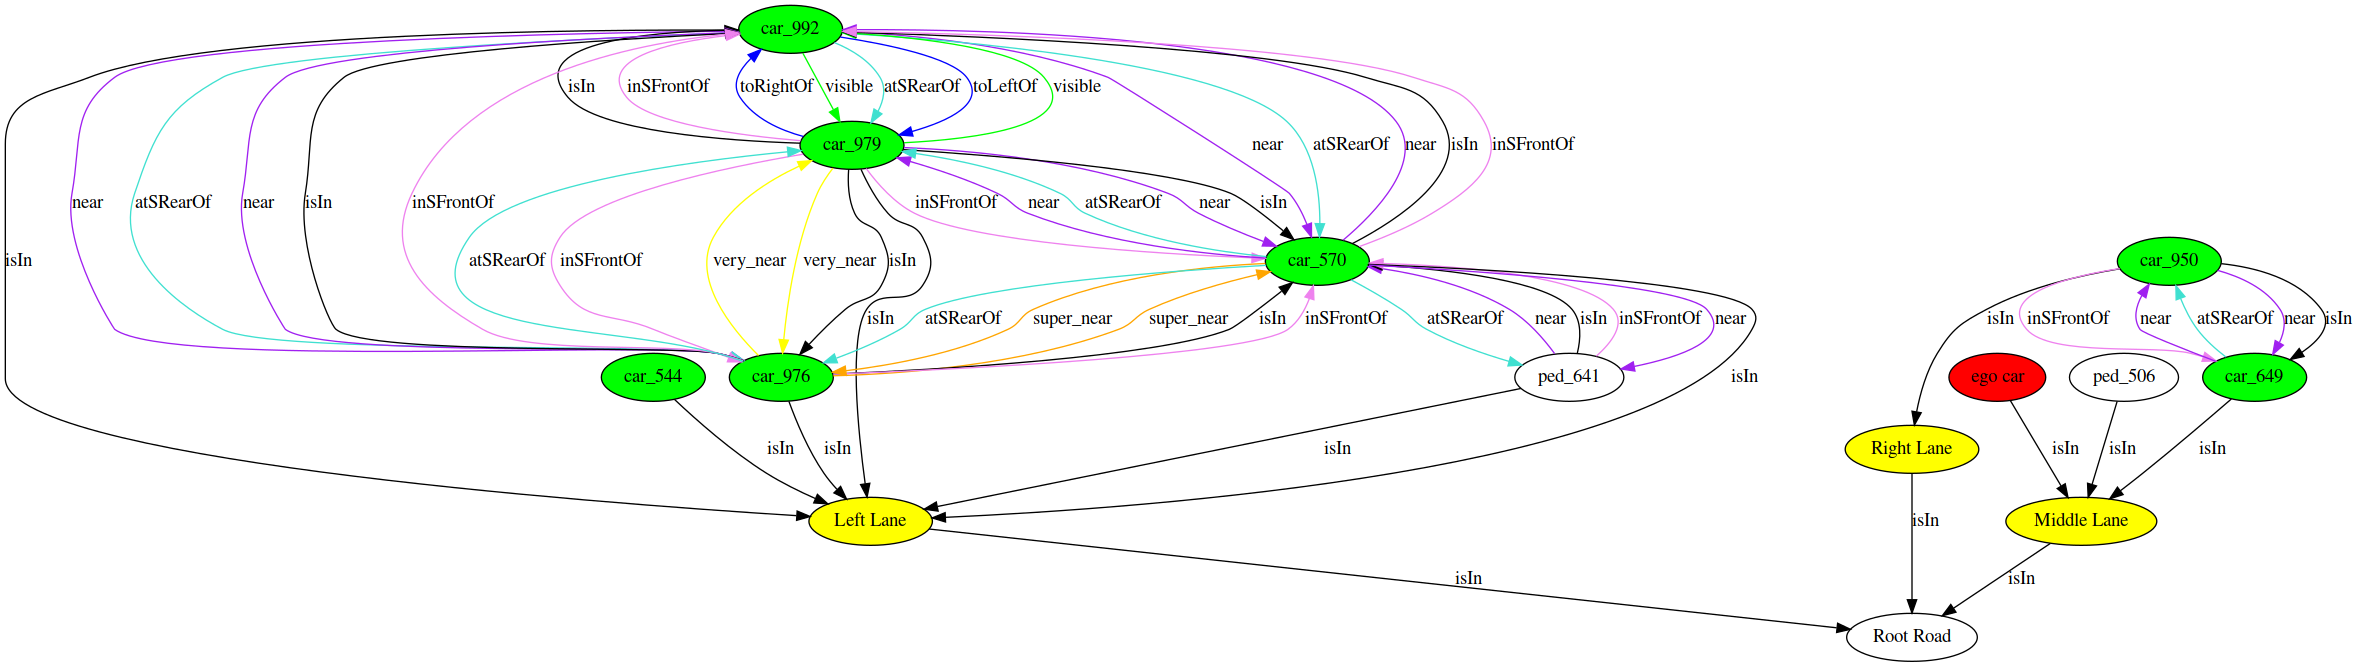 car_992
isIn
inSFrontOf
toRightOf
visible
atSRearOf
toLeftOf
visible
car_979
near
atSRearOf
near
isIn
inSFrontOf
near
atSRearOf
near
isIn
inSFrontOf
inSFrontOf
near
atSRearOf
near
isIn
isIn
atSRearOf
inSFrontOf
very_near
very_near
isIn
car_570
car_950
isIn
atSRearOf
super_near
super_near
isIn
inSFrontOf
atSRearOf
near
isIn
inSFrontOf
near
isIn
inSFrontOf
near
atSRearOf
near
isIn
car_544
car_976
ped_641
isIn
ego car
ped_506
car_649
isIn
isIn
isIn
Right Lane
isIn
isIn
isIn
Left Lane
isIn
Middle Lane
isIn
isIn
Root Road